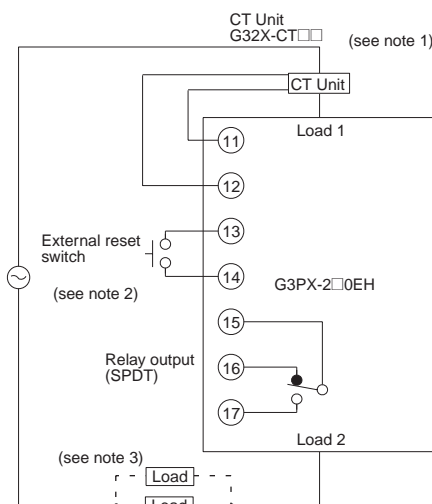 CT Unit
G32X-CT□□
(see note 1)
CT Unit
Load 1
11
12
13
External reset
switch
14
(see note 2)
G3PX-2□0EH
15
Relay output
(SPDT)
16
17
Load 2
(see note 3)
Load
Load